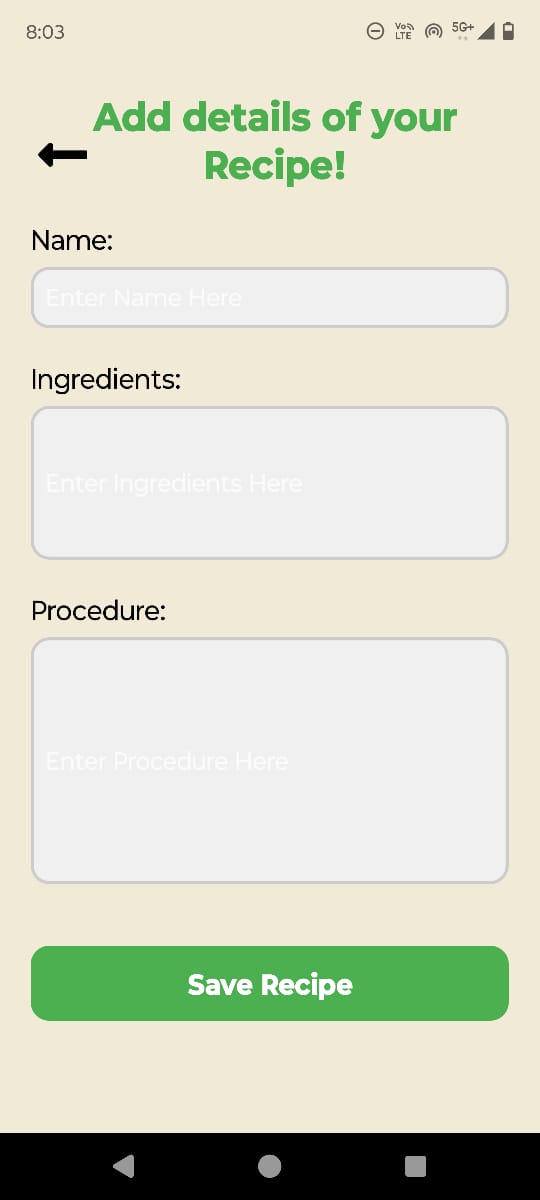 8:03
Vo LTE 5G+
Add details of your
Recipe!
Name:
Enter Name Here
Ingredients:
Enter Ingredients Here
Procedure:
Enter Procedure Here
Save Recipe